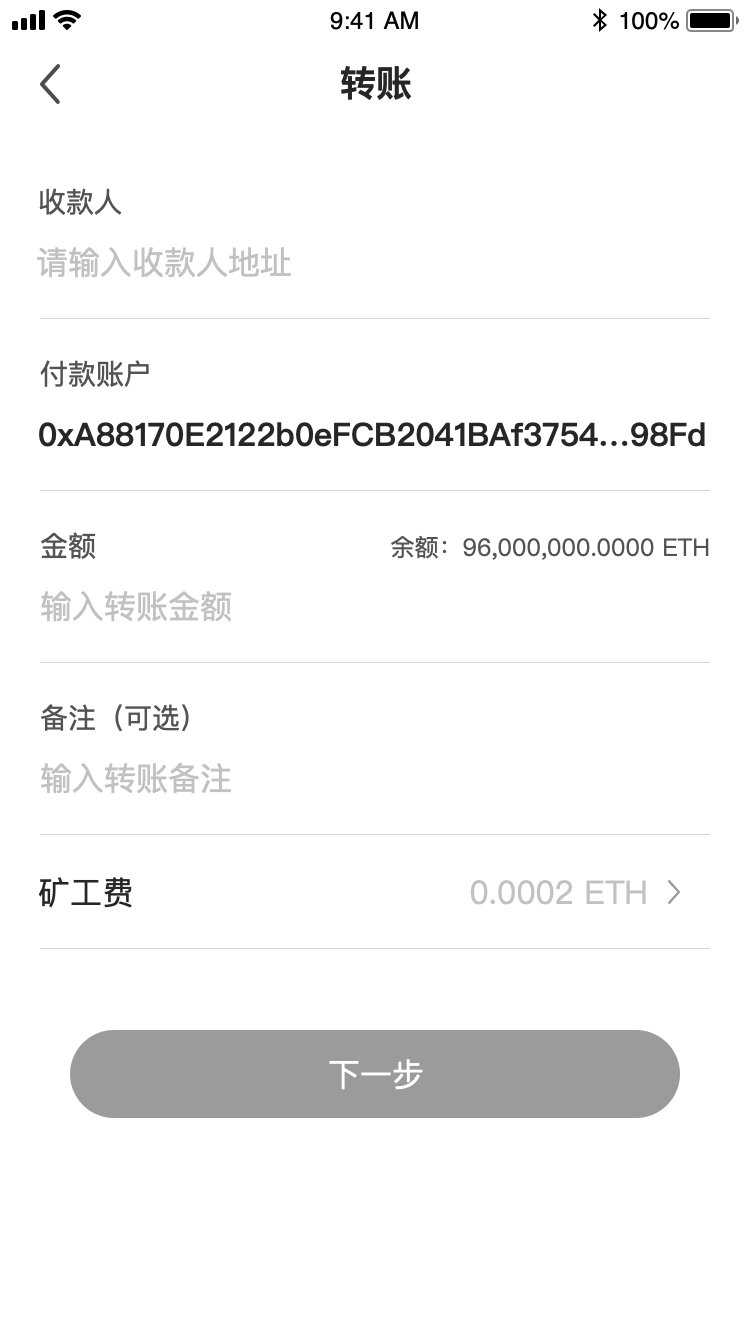 9:41 AM
100%
转账
收款人
请输入收款人地址
付款账户
0xA88170E2122b0eFCB2041BAf3754...98Fd
金额 余额：96,000,000.0000 ETH
输入转账金额
备注（可选）
输入转账备注
矿工费 0.0002 ETH
下一步